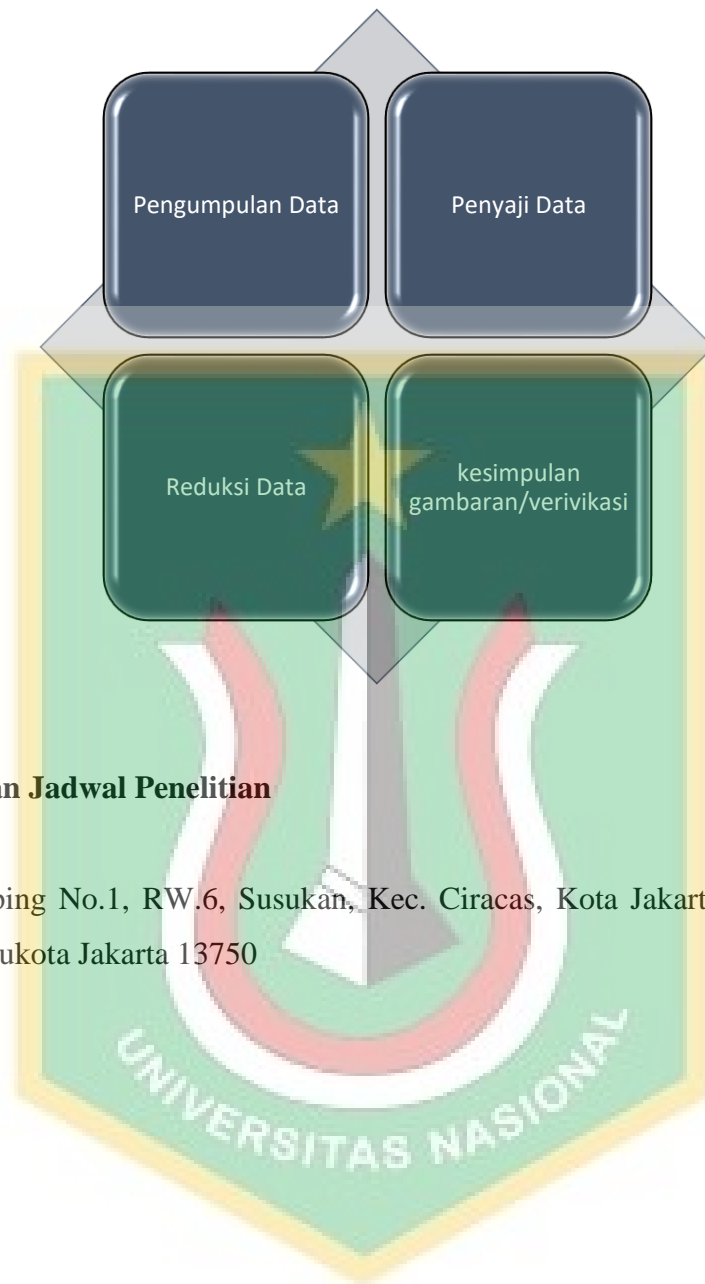 Pengumpulan Data
Penyaji Data
Reduksi Data
kesimpulan
gambaran/verivikasi
an Jadwal Penelitian
ping No.1, RW.6, Susukan, Kec. Ciracas, Kota Jakart
ukota Jakarta 13750
UNIVERSITAS NASIONAL